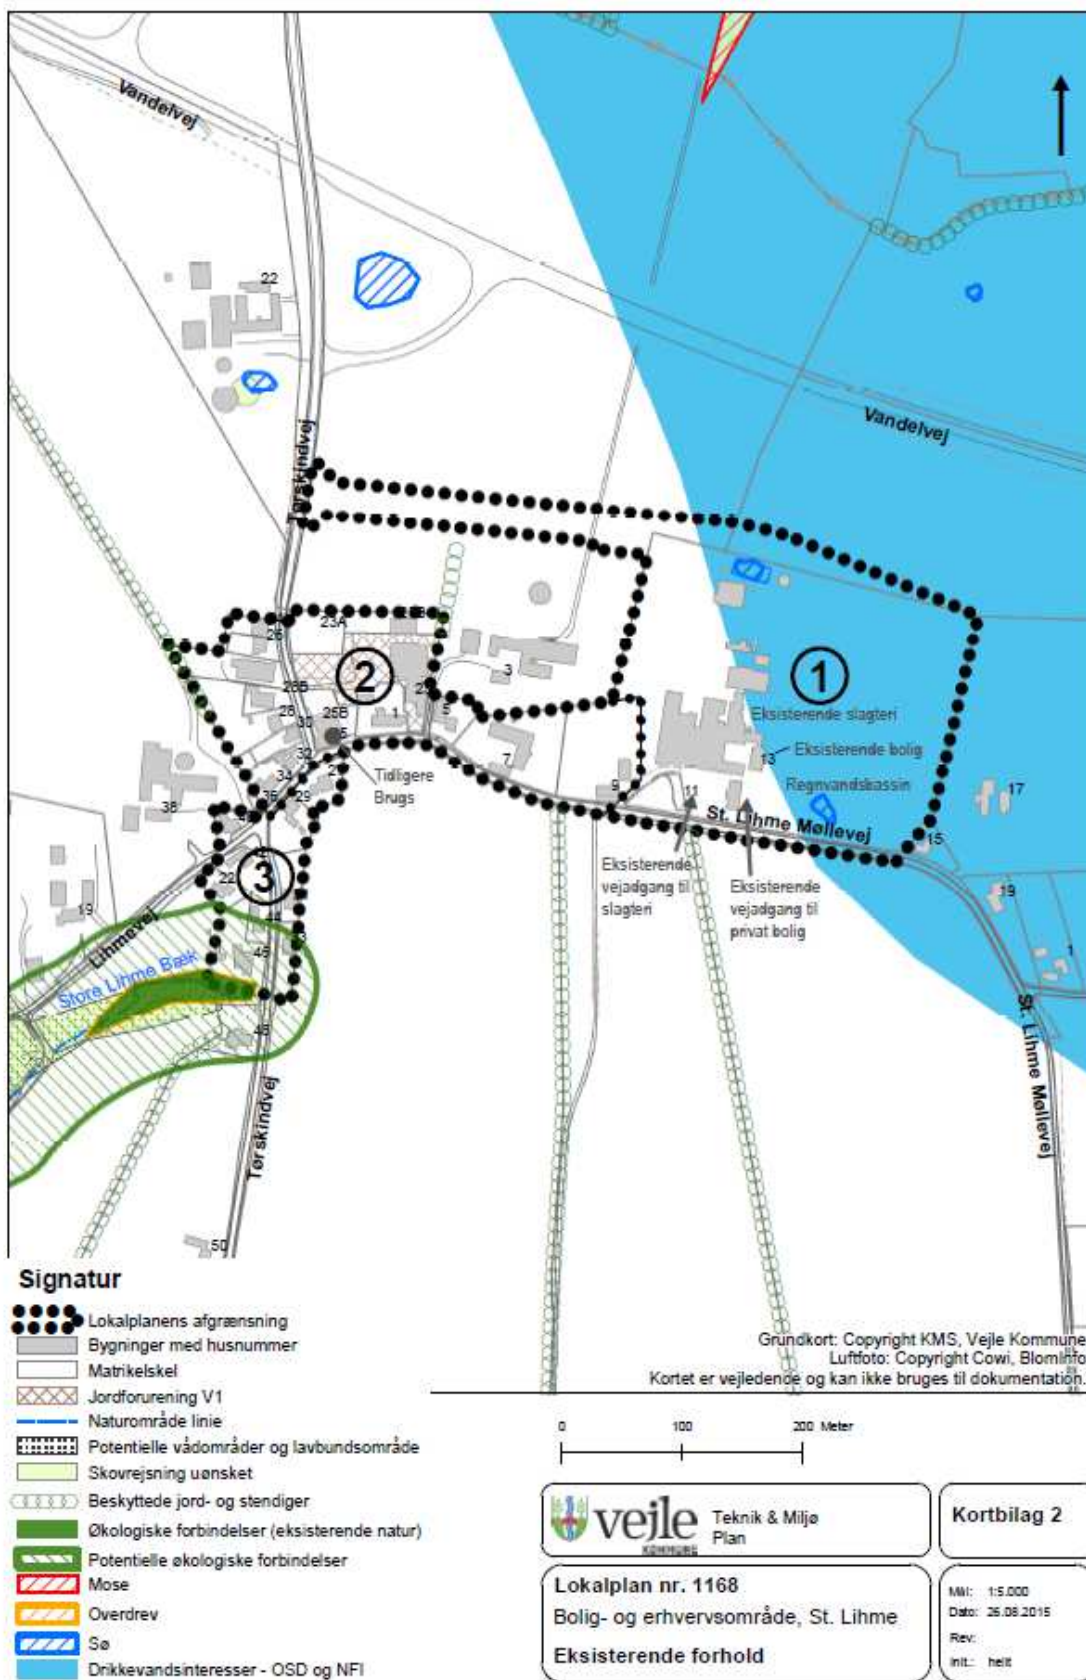 Vandelvej
22
Vandelvej
Tørskindvej
23A
26
3
2
1
28
25B
1
5
30
32
7
34
29
Tidligere
Brugs
9
11
13
Eksisterende slagteri
Eksisterende bolig
Regnvandsbassin
17
15
19
1
St. Lihme Møllevej
Eksisterende
vejadgang til
slagteri
Eksisterende
vejadgang til
privat bolig
38
36
3
22
19
44
46
Lihmevej
Store Lihme Bæk
48
Tørskindvej
St. Lihme Møllevej
50
Signatur
Lokalplanens afgrænsning
Bygninger med husnummer
Matrikelskel
Jordforurening V1
Naturområde linie
Potentielle vådområder og lavbundsområde
Skovrejsning uønsket
Beskyttede jord- og stendiger
Økologiske forbindelser (eksisterende natur)
Potentielle økologiske forbindelser
Mose
Overdrev
Sø
Drikkevandsinteresser - OSD og NFI
Grundkort: Copyright KMS, Vejle Kommune
Luftfoto: Copyright Cowi, BlomInfo
Kortet er vejledende og kan ikke bruges til dokumentation.
0 100 200 Meter
vejle
KOMMUNE
Teknik & Miljø
Plan
Kortbilag 2
Lokalplan nr. 1168
Bolig- og erhvervsområde, St. Lihme
Eksisterende forhold
Mål: 1:5.000
Dato: 26.08.2015
Rev:
Init.: helit